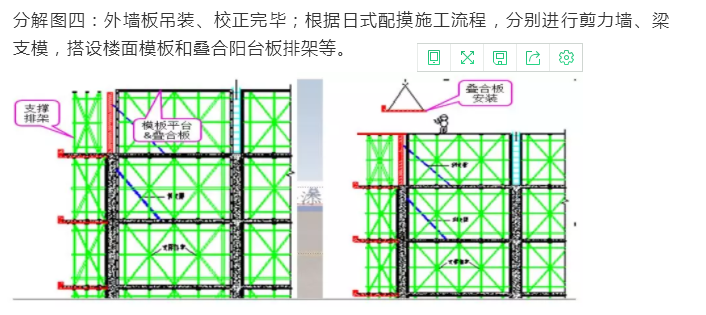 分解图四：外墙板吊装、校正完毕；根据日式配摸施工流程，分别进行剪力墙、梁
支模，搭设楼面模板和叠合阳台板排架等。
支撑
排架
模板平台
&叠合板
叠合板
安装